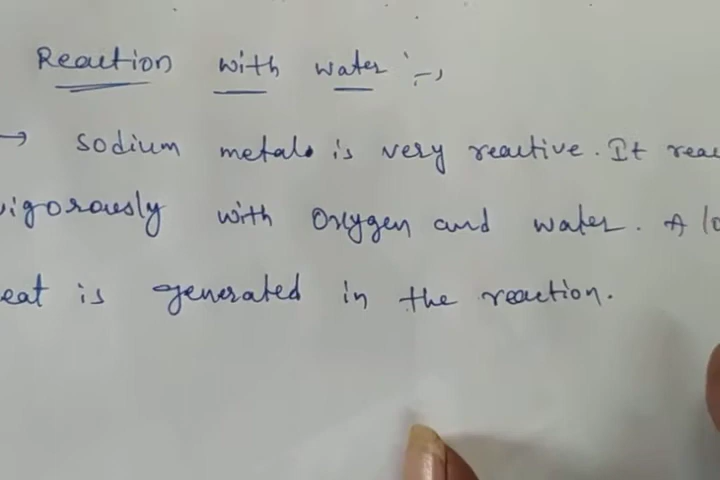 Reaction with water :-
→ sodium metal is very reactive. It reac
vigorously with Oxygen and water. A lo
eat is generated in the reaction.